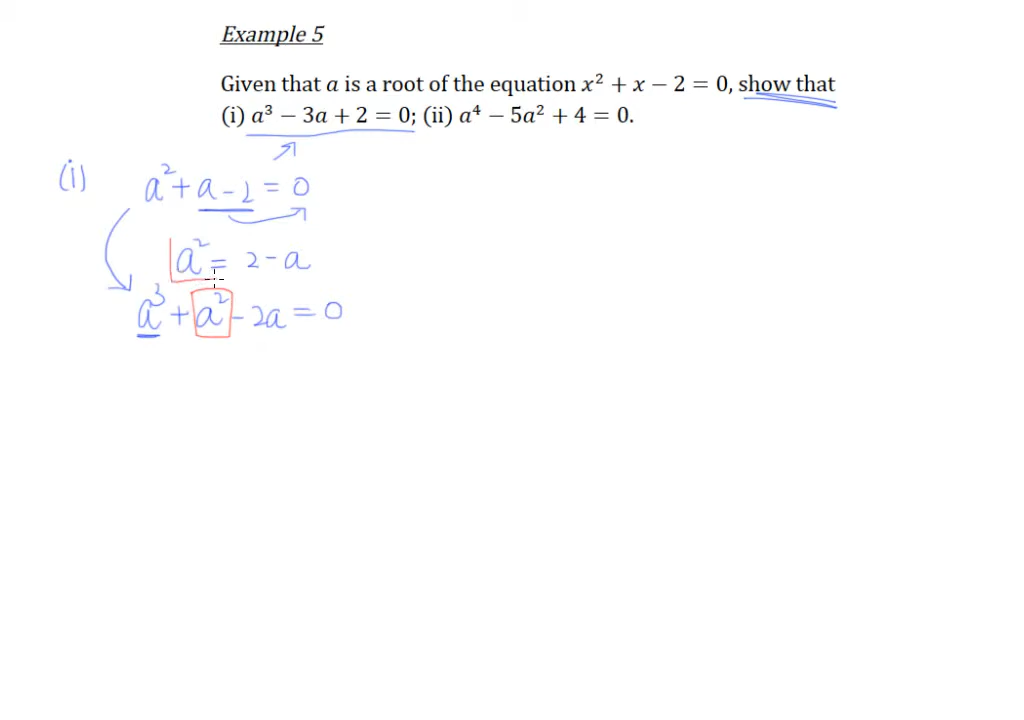 Example 5
Given that a is a root of the equation x² + x − 2 = 0, show that
(i) a³ − 3a + 2 = 0; (ii) a⁴ − 5a² + 4 = 0.
(i) a² + a − 2 = 0
a² = 2 − a
a³ + a² − 2a = 0